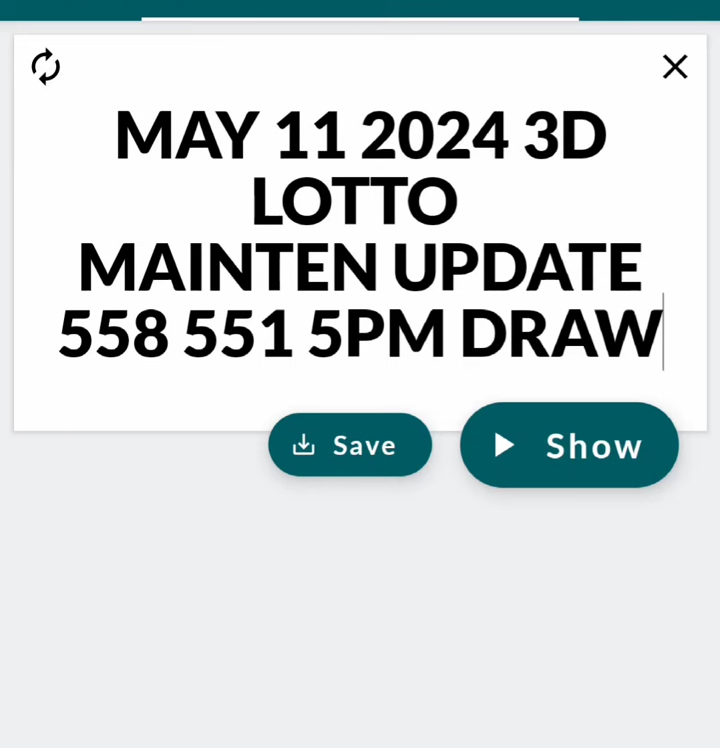 MAY 11 2024 3D
LOTTO
MAINTEN UPDATE
558 551 5PM DRAW
Save
Show